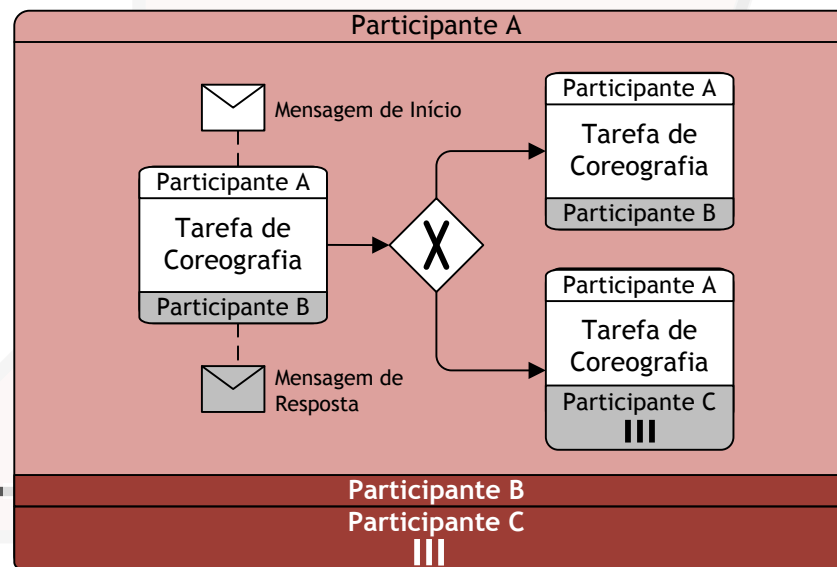 Participante A
Mensagem de Início
Participante A
Tarefa de
Coreografia
Participante B
Mensagem de
Resposta
X
Participante A
Tarefa de
Coreografia
Participante B
Participante A
Tarefa de
Coreografia
Participante C
Participante B
Participante C